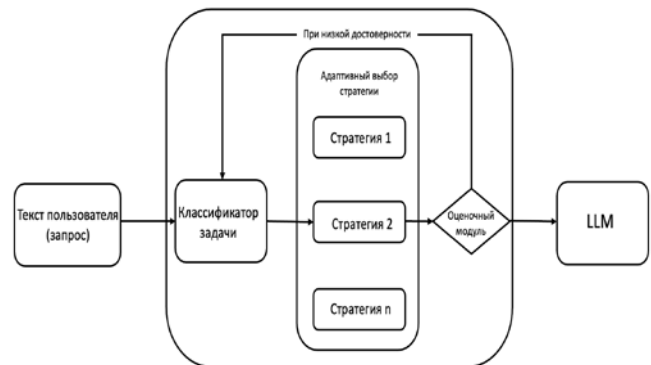 При низкой достоверности
Адаптивный выбор
стратегии
Стратегия 1
Текст пользователя
(запрос)
Классификатор
задачи
Стратегия 2
Оценочный
модуль
LLM
Стратегия n